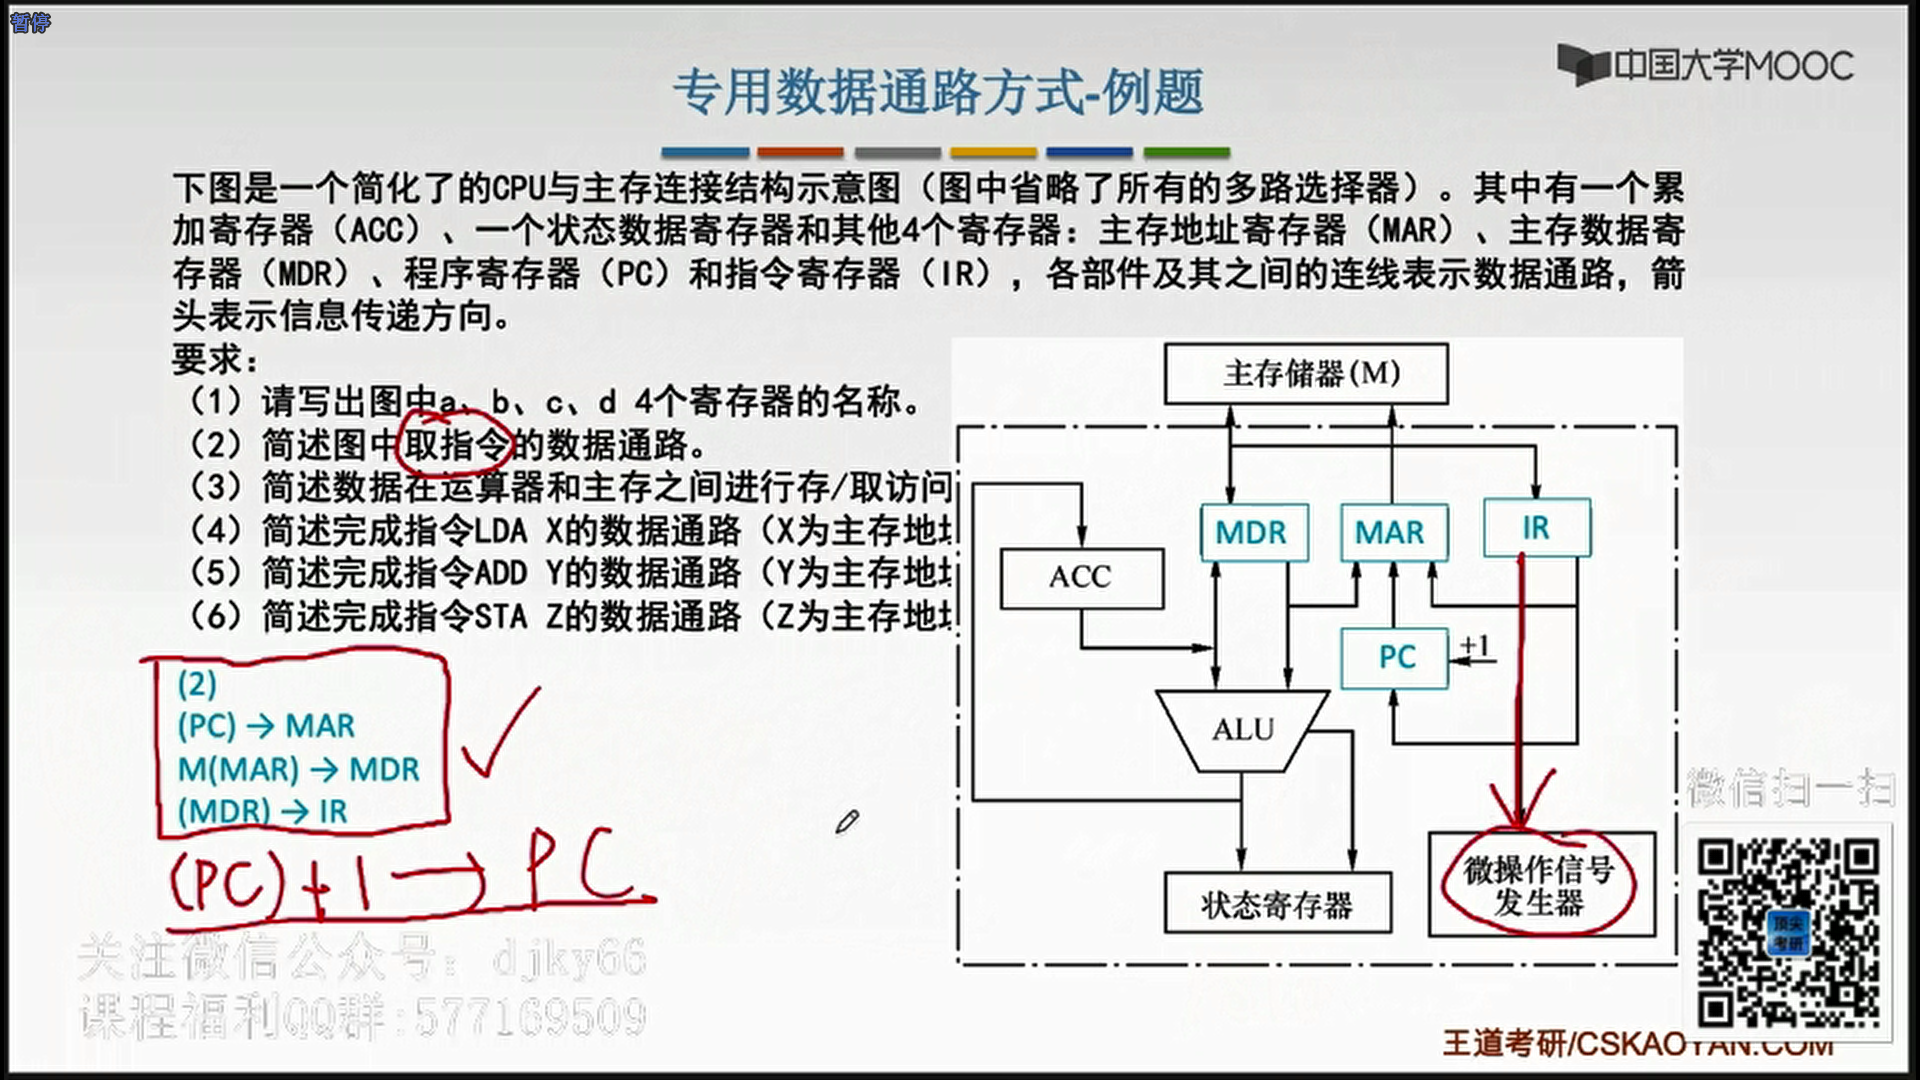 暂停
中国大学MOOC
专用数据通路方式-例题
下图是一个简化了的CPU与主存连接结构示意图（图中省略了所有的多路选择器）。其中有一个累
加寄存器（ACC）、一个状态数据寄存器和其他4个寄存器：主存地址寄存器（MAR）、主存数据寄
存器（MDR）、程序寄存器（PC）和指令寄存器（IR），各部件及其之间的连线表示数据通路，箭
头表示信息传递方向。
要求：
（1）请写出图中a、b、c、d 4个寄存器的名称。
（2）简述图中取指令的数据通路。
（3）简述数据在运算器和主存之间进行存/取访问
（4）简述完成指令LDA X的数据通路（X为主存地
（5）简述完成指令ADD Y的数据通路（Y为主存地
（6）简述完成指令STA Z的数据通路（Z为主存地
主存储器(M)
MDR
MAR
IR
ACC
PC
+1
ALU
状态寄存器
微操作信号
发生器
(2)
(PC) → MAR
M(MAR) → MDR
(MDR) → IR
(PC)+1→PC
微信扫一扫
顶尖
考研
关注微信公众号：djky66
课程福利QQ群:577169509
王道考研/CSKAOYAN.COM